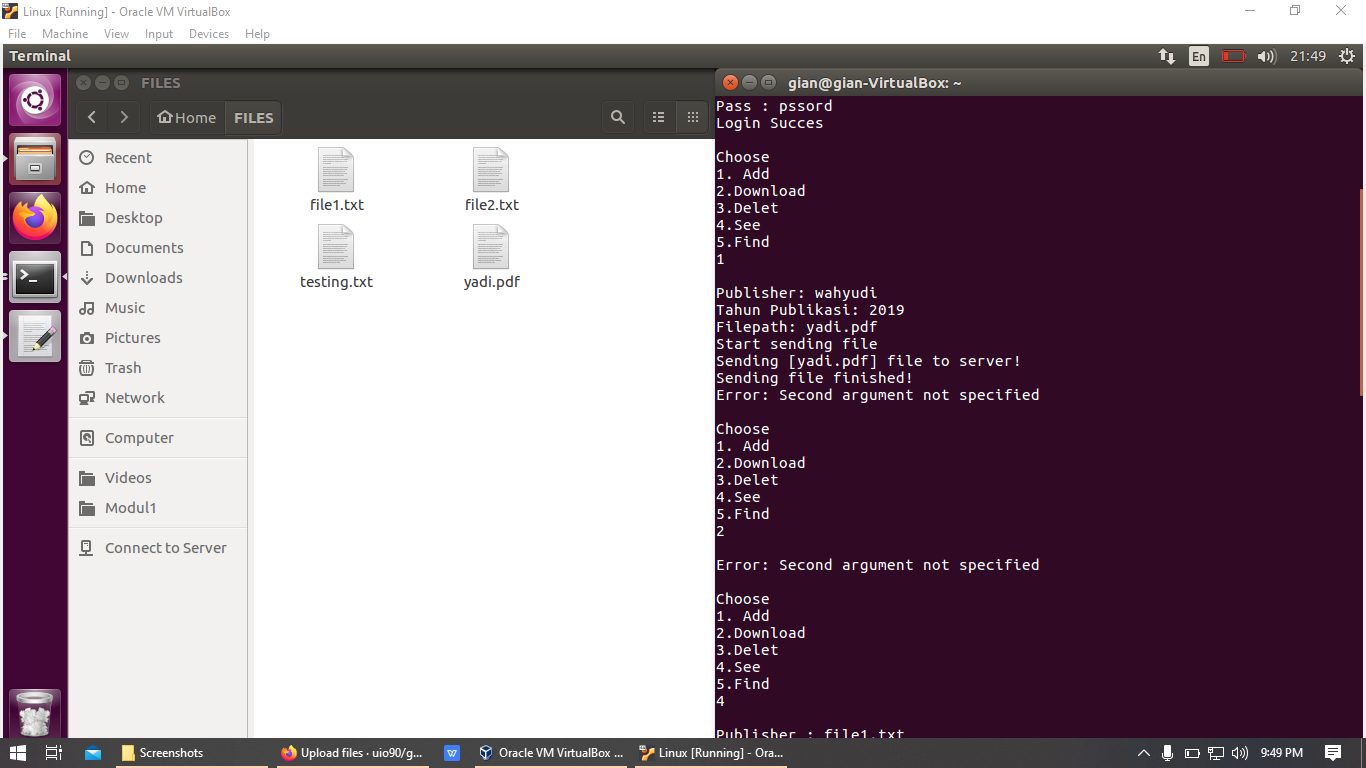 Linux [Running] - Oracle VM VirtualBox
File Machine View Input Devices Help
Terminal
En
21:49
FILES
Home
FILES
Recent
Home
Desktop
Documents
Downloads
Music
Pictures
Trash
Network
Computer
Videos
Modul1
Connect to Server
file1.txt
file2.txt
testing.txt
yadi.pdf
gian@gian-VirtualBox: ~
Pass : pssord
Login Succes
Choose
1. Add
2.Download
3.Delet
4.See
5.Find
1
Publisher: wahyudi
Tahun Publikasi: 2019
Filepath: yadi.pdf
Start sending file
Sending [yadi.pdf] file to server!
Sending file finished!
Error: Second argument not specified
Choose
1. Add
2.Download
3.Delet
4.See
5.Find
2
Error: Second argument not specified
Choose
1. Add
2.Download
3.Delet
4.See
5.Find
4
Publisher : file1.txt
Screenshots
Upload files · uio90/g...
W
Oracle VM VirtualBox ...
Linux [Running] - Ora...
9:49 PM